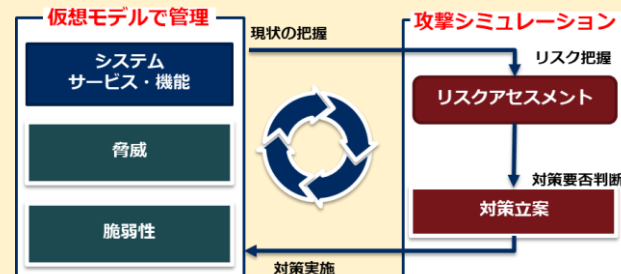 仮想モデルで管理
システム
サービス・機能
脅威
脆弱性
現状の把握
攻撃シミュレーション
リスク把握
リスクアセスメント
対策要否判断
対策立案
対策実施